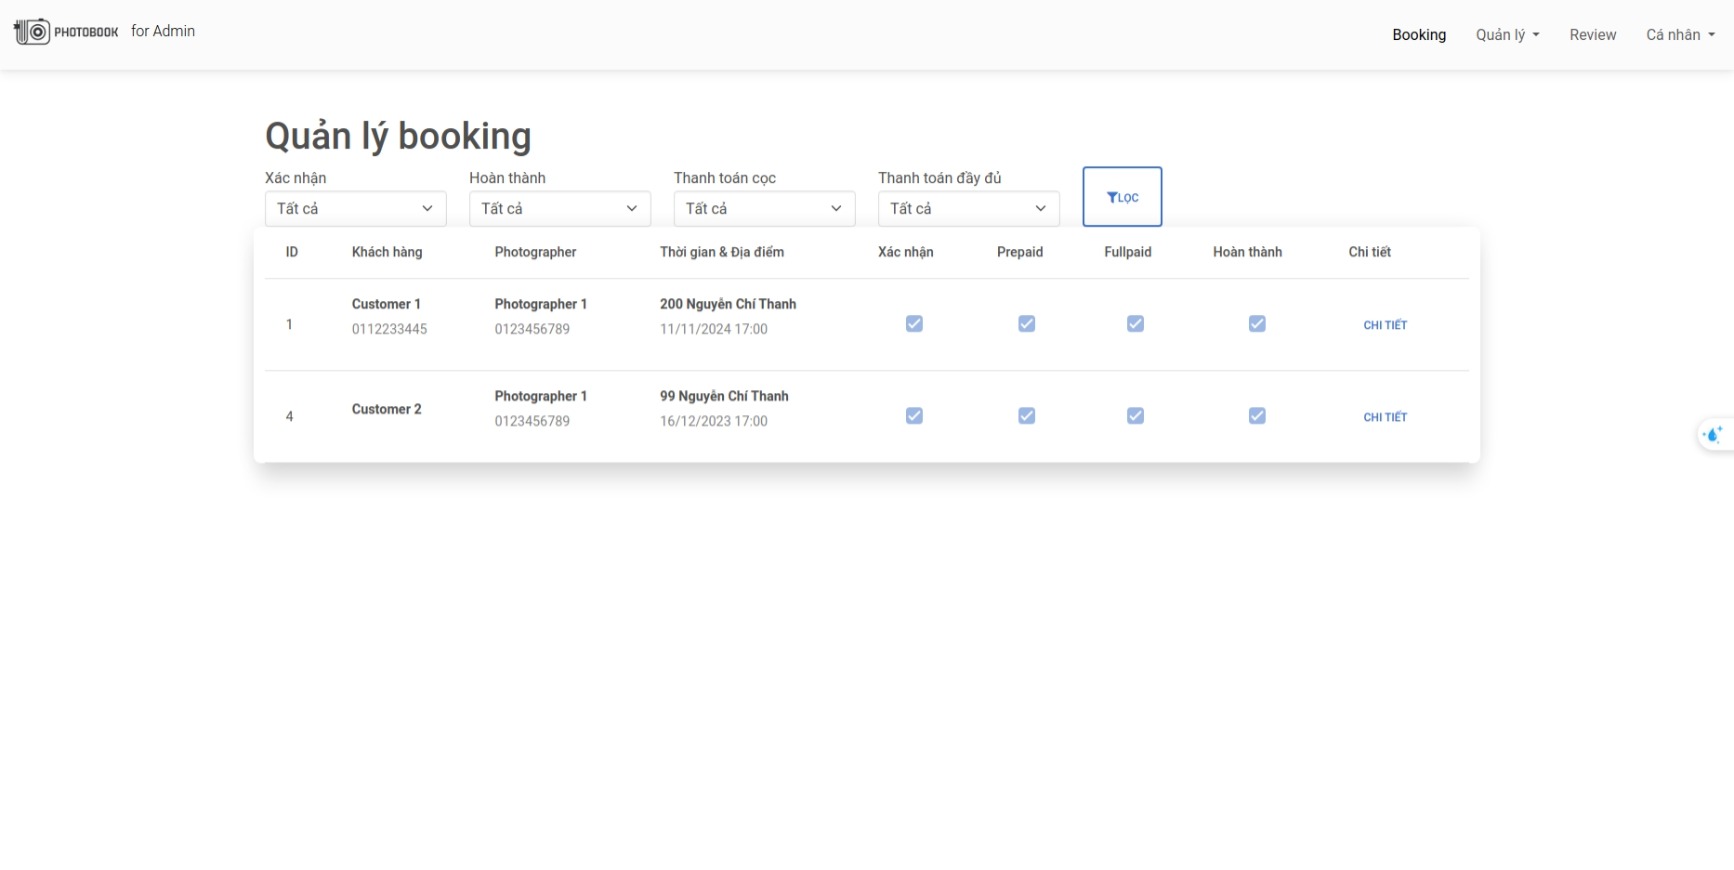 PHOTOBOOK for Admin
Booking Quản lý Review Cá nhân
Quản lý booking
Xác nhận Hoàn thành Thanh toán cọc Thanh toán đầy đủ
Tất cả Tất cả Tất cả Tất cả LỌC
ID Khách hàng Photographer Thời gian & Địa điểm Xác nhận Prepaid Fullpaid Hoàn thành Chi tiết
1 Customer 1 Photographer 1 200 Nguyễn Chí Thanh CHI TIẾT
0112233445 0123456789 11/11/2024 17:00
4 Customer 2 Photographer 1 99 Nguyễn Chí Thanh CHI TIẾT
0123456789 16/12/2023 17:00